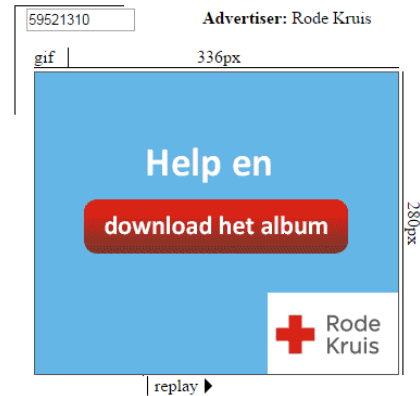 59521310
Advertiser: Rode Kruis
gif
336px
Help en
download het album
280px
Rode
Kruis
replay